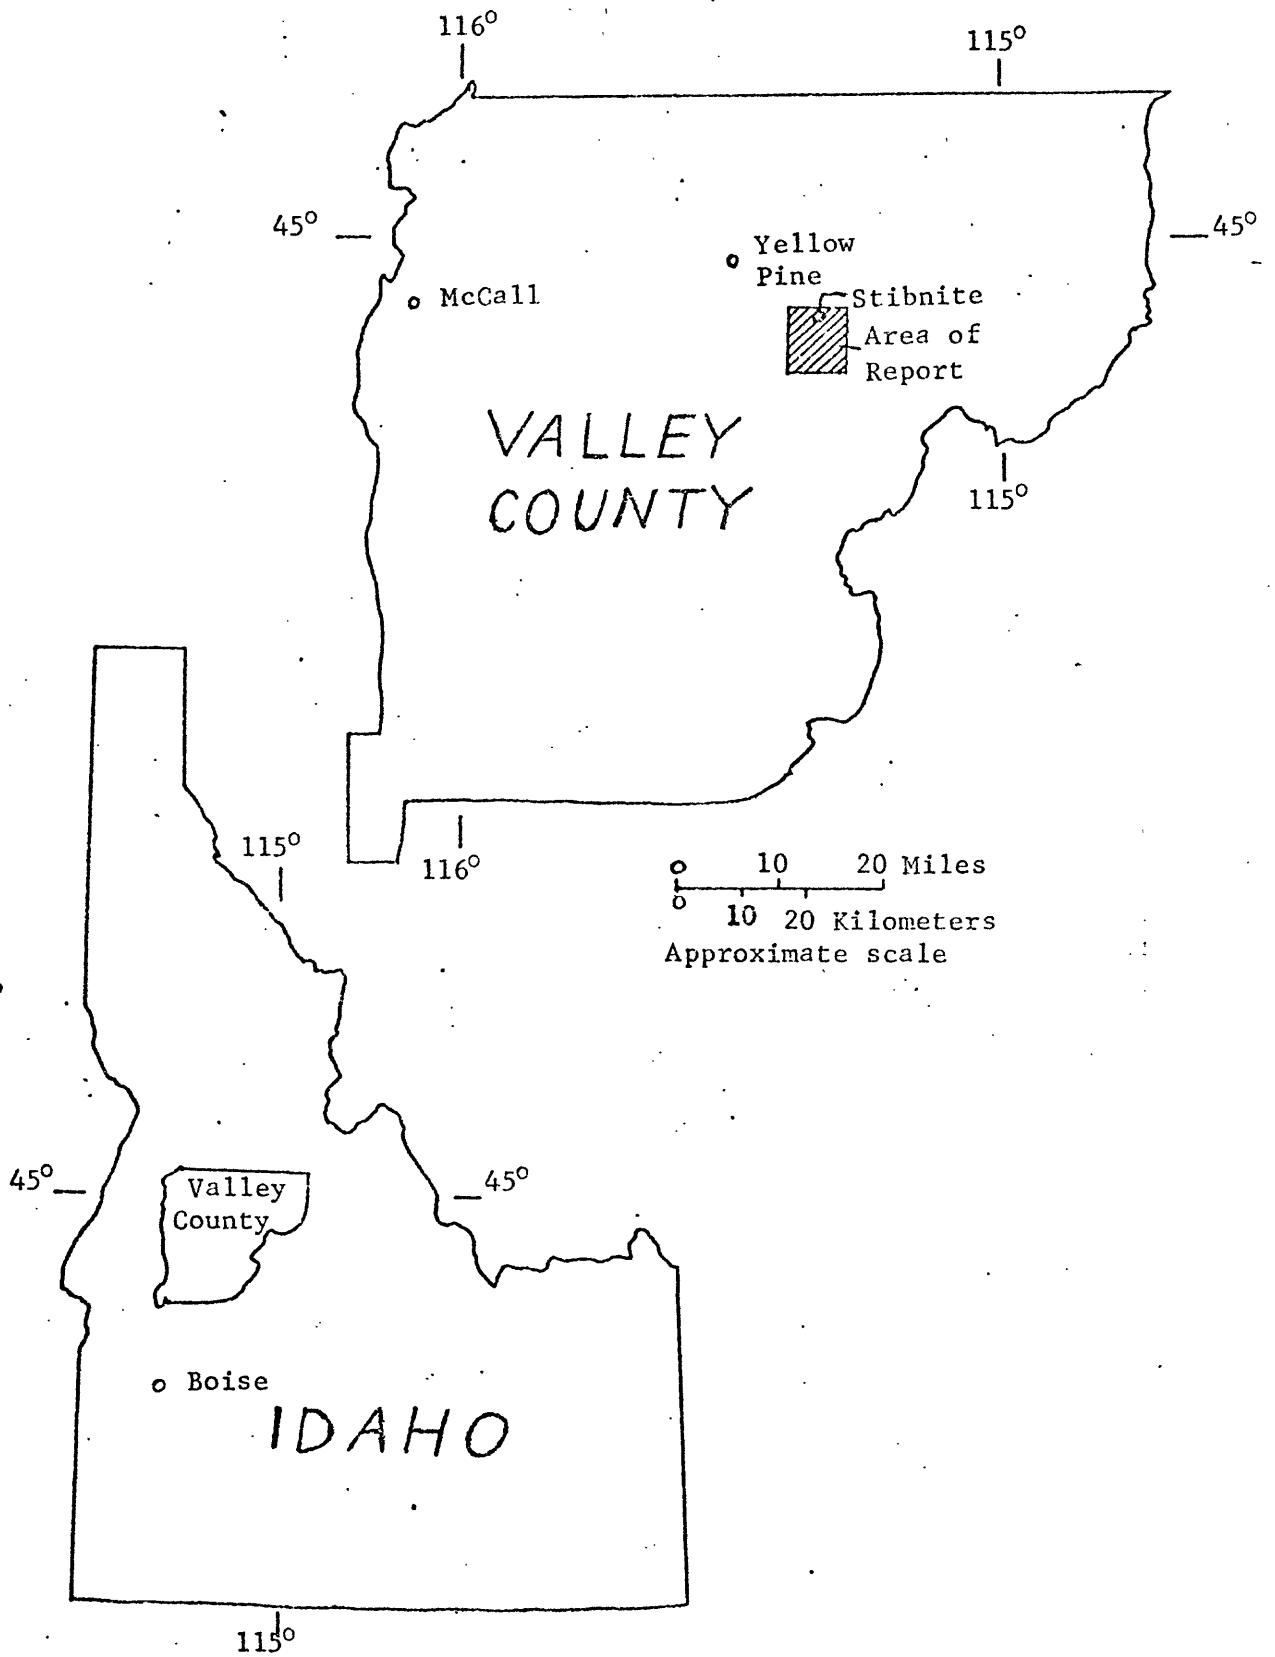 116°
115°
45°
45°
Yellow
Pine
McCall
Stibnite
Area of
Report
VALLEY
COUNTY
115°
115°
116°
0 10 20 Miles
0 10 20 Kilometers
Approximate scale
45°
45°
Valley
County
Boise
IDAHO
115°